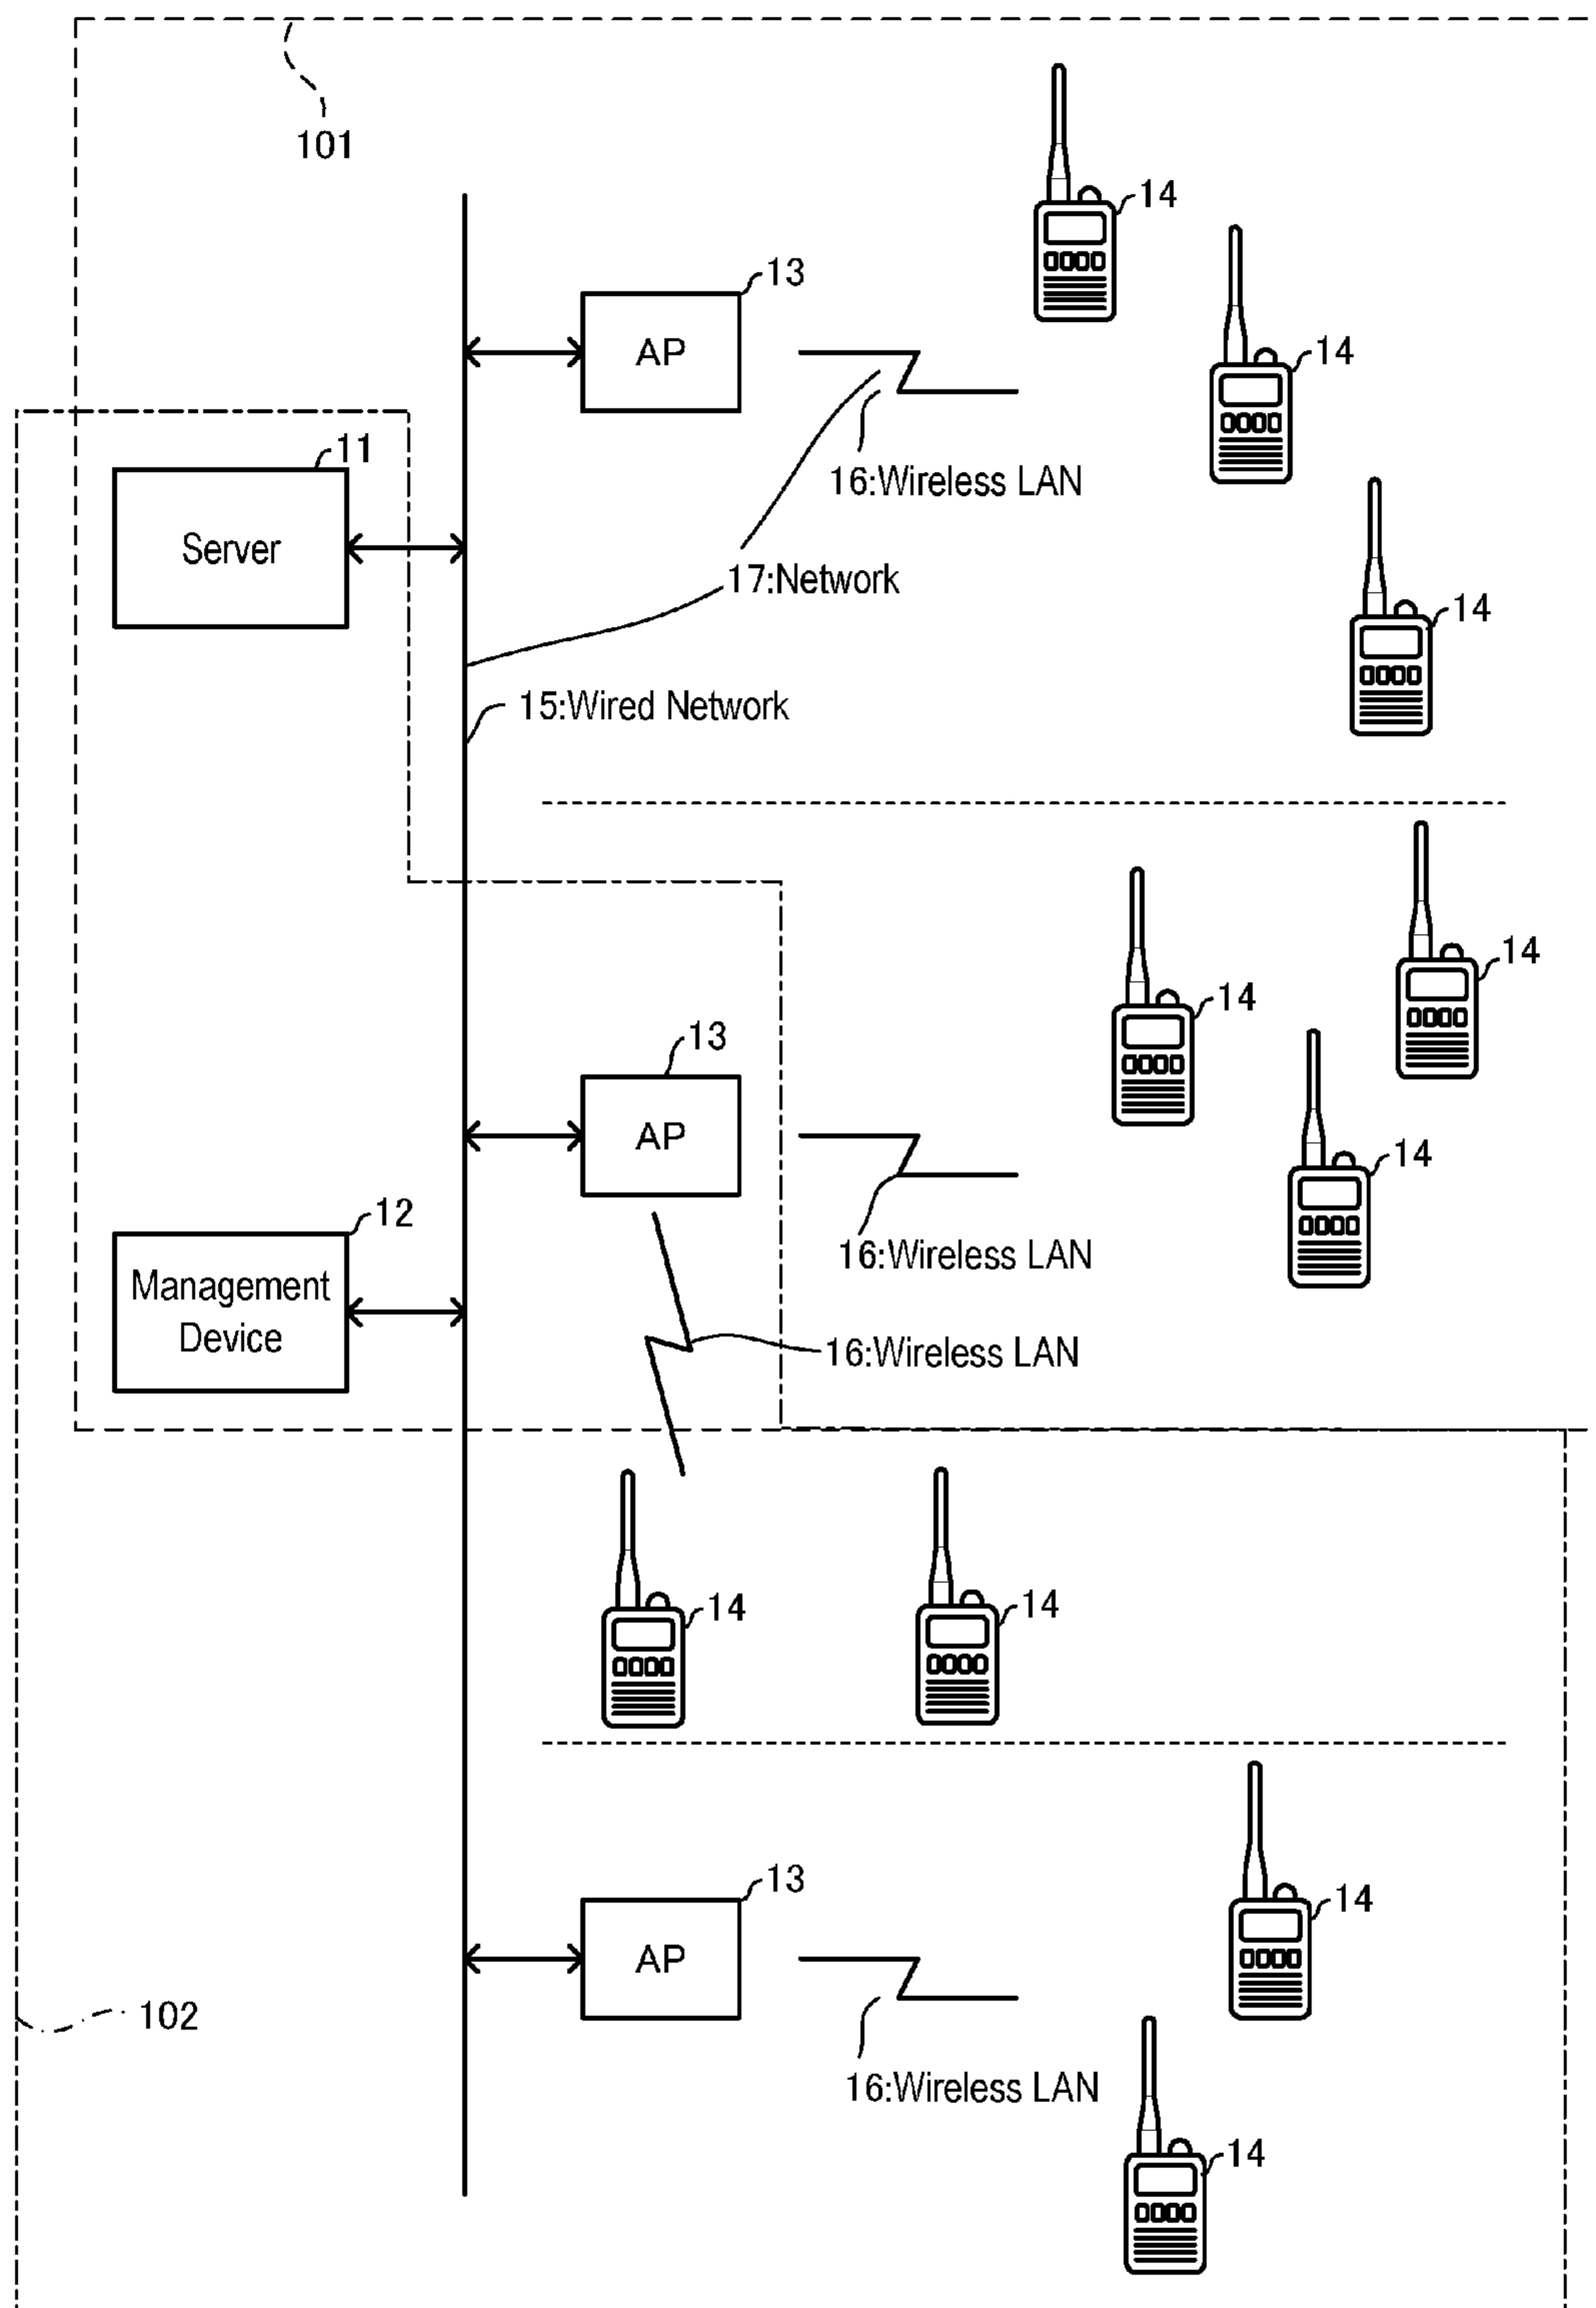 101
14
13
AP
14
11
Server
16:Wireless LAN
17:Network
14
15:Wired Network
14
14
13
AP
14
12
Management
Device
16:Wireless LAN
16:Wireless LAN
14
14
13
AP
14
102
16:Wireless LAN
14